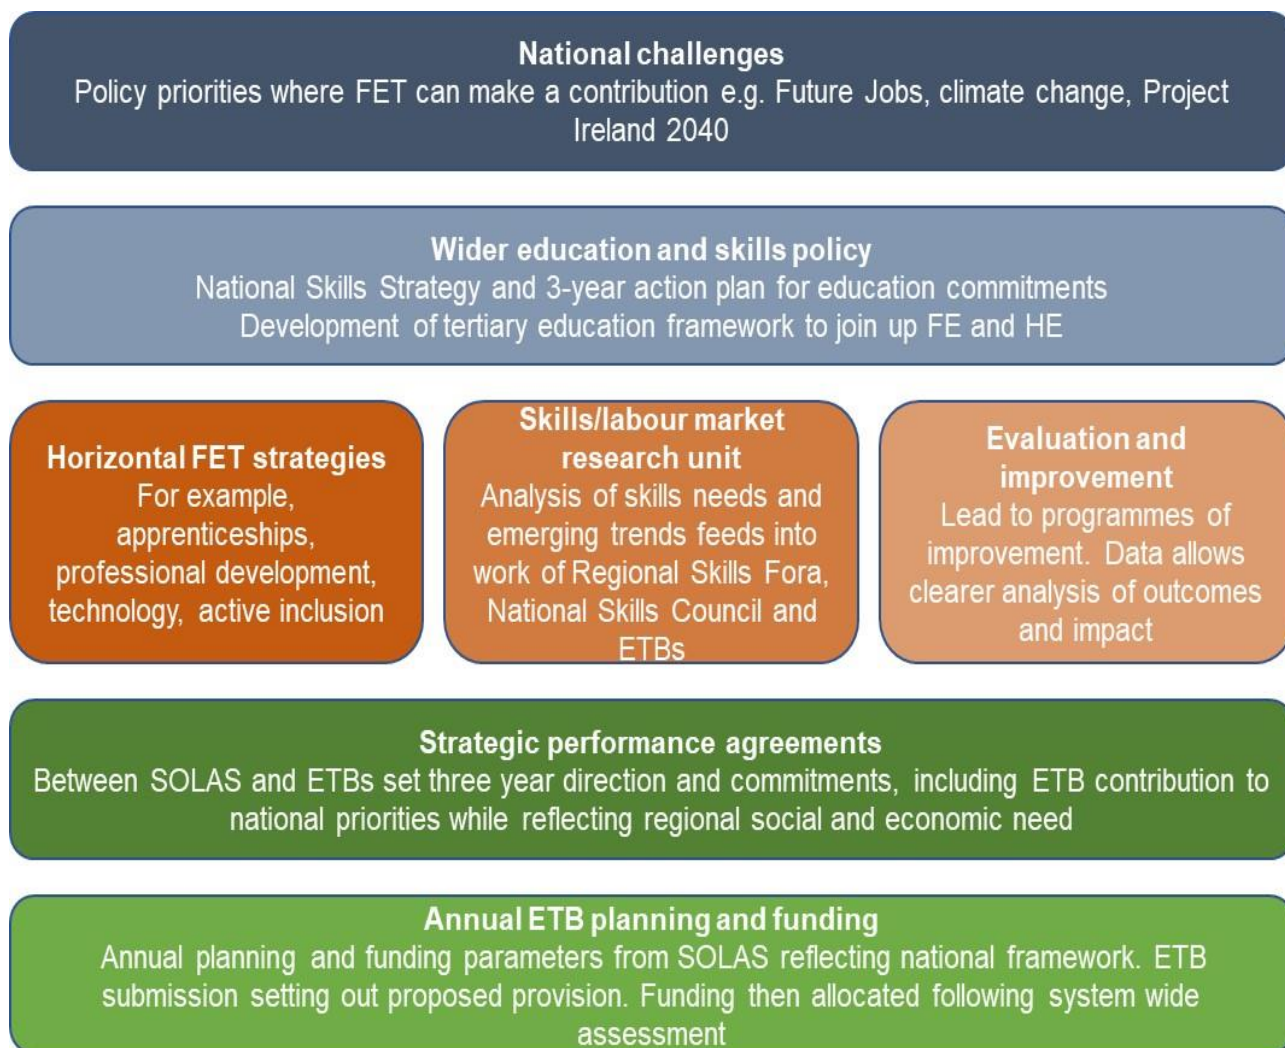 National challenges
Policy priorities where FET can make a contribution e.g. Future Jobs, climate change, Project
Ireland 2040
Wider education and skills policy
National Skills Strategy and 3-year action plan for education commitments
Development of tertiary education framework to join up FE and HE
Horizontal FET strategies
For example,
apprenticeships,
professional development,
technology, active inclusion
Skills/labour market
research unit
Analysis of skills needs and
emerging trends feeds into
work of Regional Skills Fora,
National Skills Council and
ETBs
Evaluation and
improvement
Lead to programmes of
improvement. Data allows
clearer analysis of outcomes
and impact
Strategic performance agreements
Between SOLAS and ETBs set three year direction and commitments, including ETB contribution to
national priorities while reflecting regional social and economic need
Annual ETB planning and funding
Annual planning and funding parameters from SOLAS reflecting national framework. ETB
submission setting out proposed provision. Funding then allocated following system wide
assessment